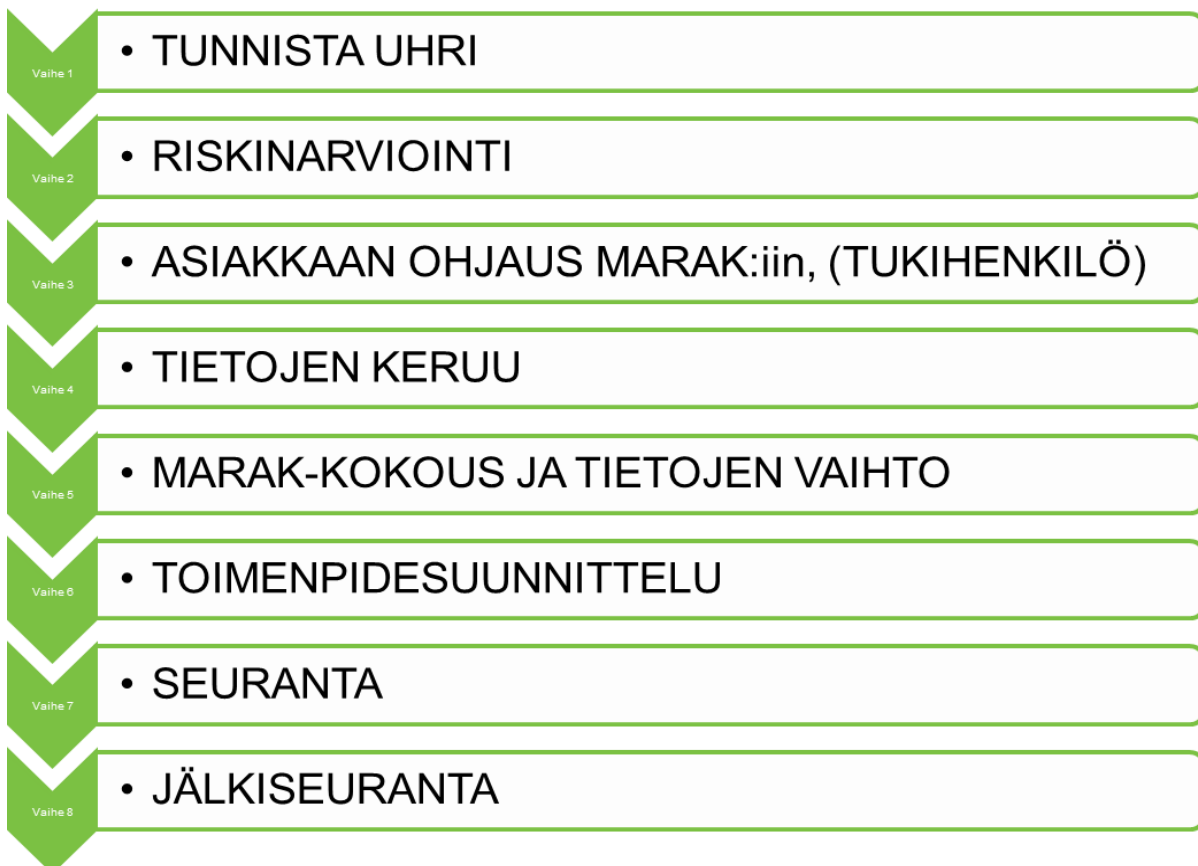 Vaihe 1
• TUNNISTA UHRI
Vaihe 2
• RISKINARVIOINTI
Vaihe 3
• ASIAKKAAN OHJAUS MARAK:iin, (TUKIHENKILÖ)
Vaihe 4
• TIETOJEN KERUU
Vaihe 5
• MARAK-KOKOUS JA TIETOJEN VAIHTO
Vaihe 6
• TOIMENPIDESUUNNITTELU
Vaihe 7
• SEURANTA
Vaihe 8
• JÄLKISEURANTA